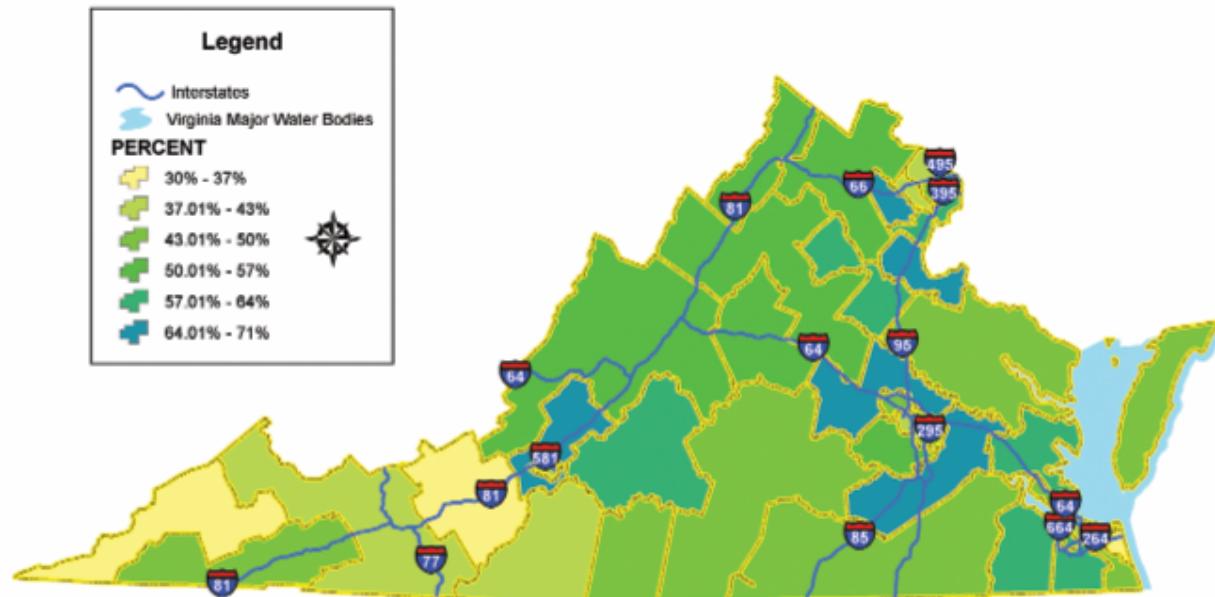 Legend
Interstates
Virginia Major Water Bodies
PERCENT
30% - 37%
37.01% - 43%
43.01% - 50%
50.01% - 57%
57.01% - 64%
64.01% - 71%
495
66
395
81
64
95
64
295
581
81
64
664
264
85
77
81